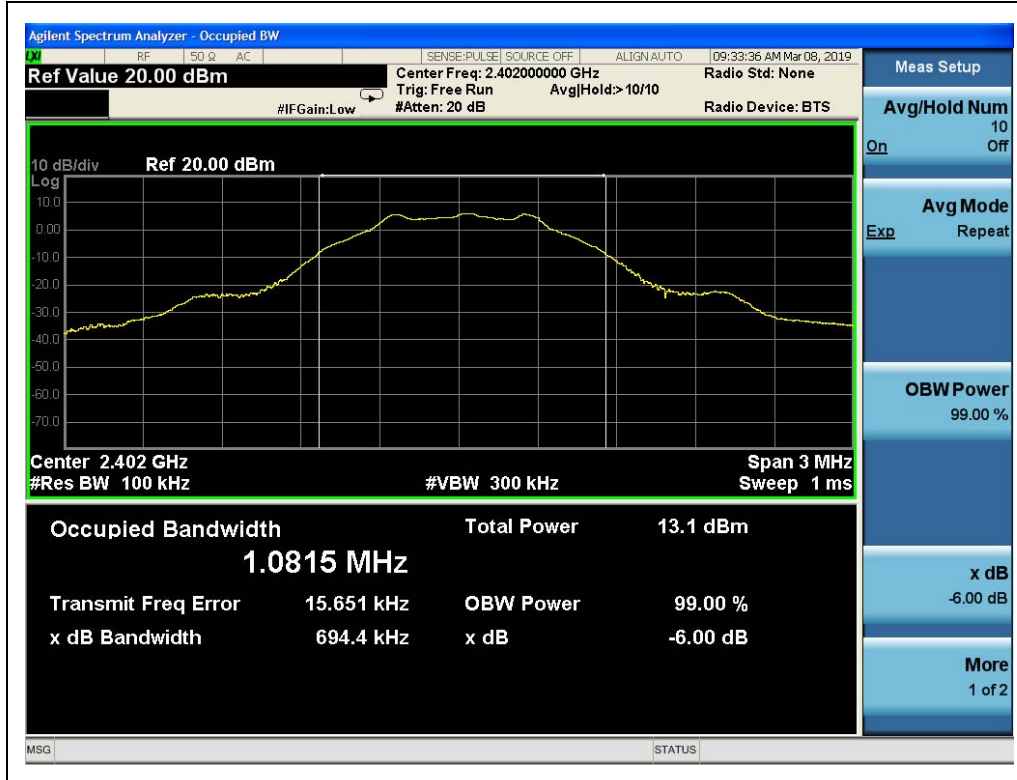 Agilent Spectrum Analyzer - Occupied BW
LXI RF 50 Ω AC SENSE:PULSE SOURCE OFF ALIGN AUTO 09:33:36 AM Mar 08, 2019
Ref Value 20.00 dBm
Center Freq: 2.402000000 GHz
Radio Std: None
Trig: Free Run Avg|Hold:> 10/10
#IFGain:Low #Atten: 20 dB Radio Device: BTS
10 dB/div Ref 20.00 dBm
Log
10.0
0.00
-10.0
-20.0
-30.0
-40.0
-50.0
-60.0
-70.0
Center 2.402 GHz Span 3 MHz
#Res BW 100 kHz #VBW 300 kHz Sweep 1 ms
Occupied Bandwidth Total Power 13.1 dBm
1.0815 MHz
Transmit Freq Error 15.651 kHz OBW Power 99.00 %
x dB Bandwidth 694.4 kHz x dB -6.00 dB
Meas Setup
Avg/Hold Num
10
On Off
Avg Mode
Exp Repeat
OBW Power
99.00 %
x dB
-6.00 dB
More
1 of 2
MSG STATUS